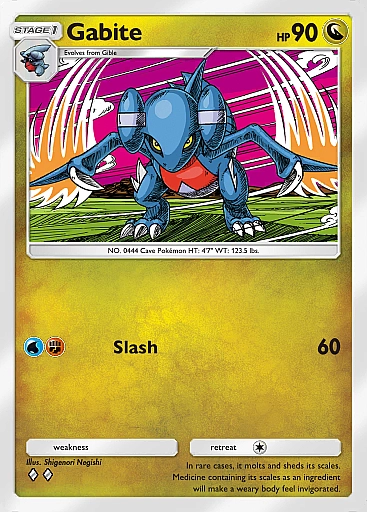 STAGE 1
Gabite
HP 90
Evolves from Gible
NO. 0444 Cave Pokémon HT: 4'7" WT: 123.5 lbs.
Slash 60
weakness
retreat
Illus. Shigenori Negishi
In rare cases, it molts and sheds its scales.
Medicine containing its scales as an ingredient
will make a weary body feel invigorated.